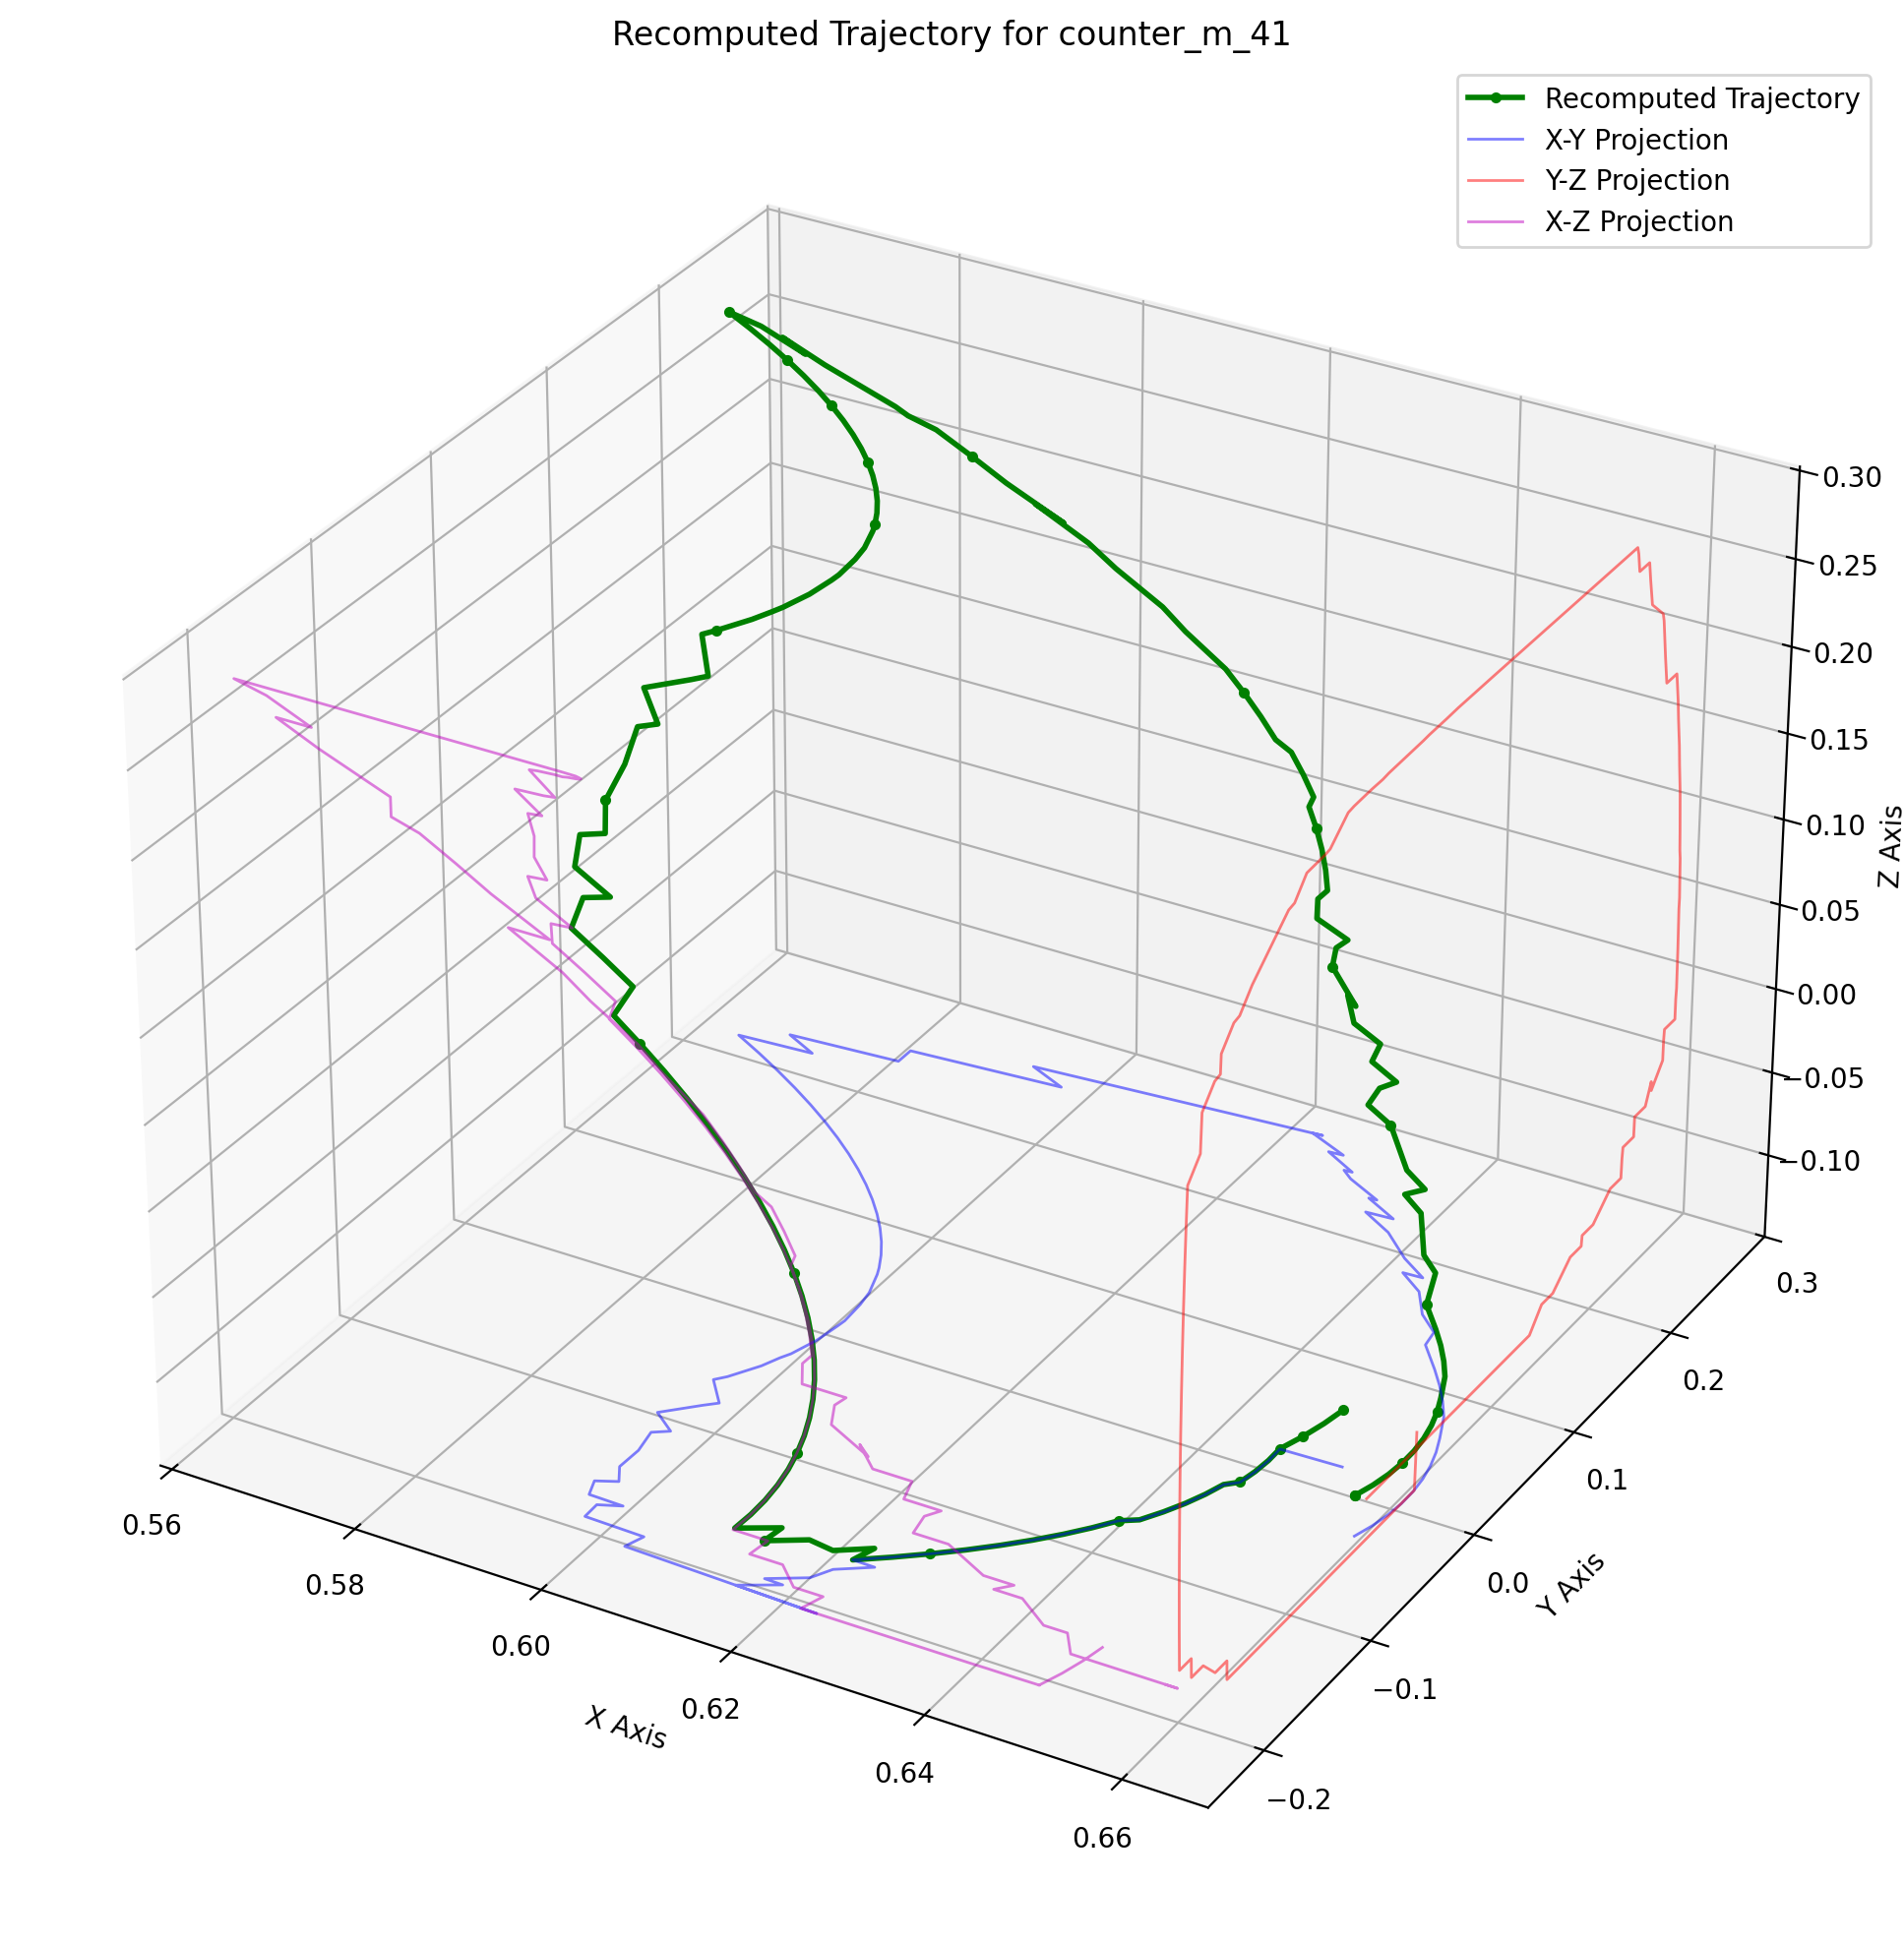 Recomputed Trajectory for counter_m_41
Recomputed Trajectory
X-Y Projection
Y-Z Projection
X-Z Projection
0.30
0.25
0.20
0.15
0.10
0.05
0.00
−0.05
−0.10
Z Axis
0.3
0.2
0.1
0.0
−0.1
−0.2
Y Axis
0.56
0.58
0.60
0.62
0.64
0.66
X Axis